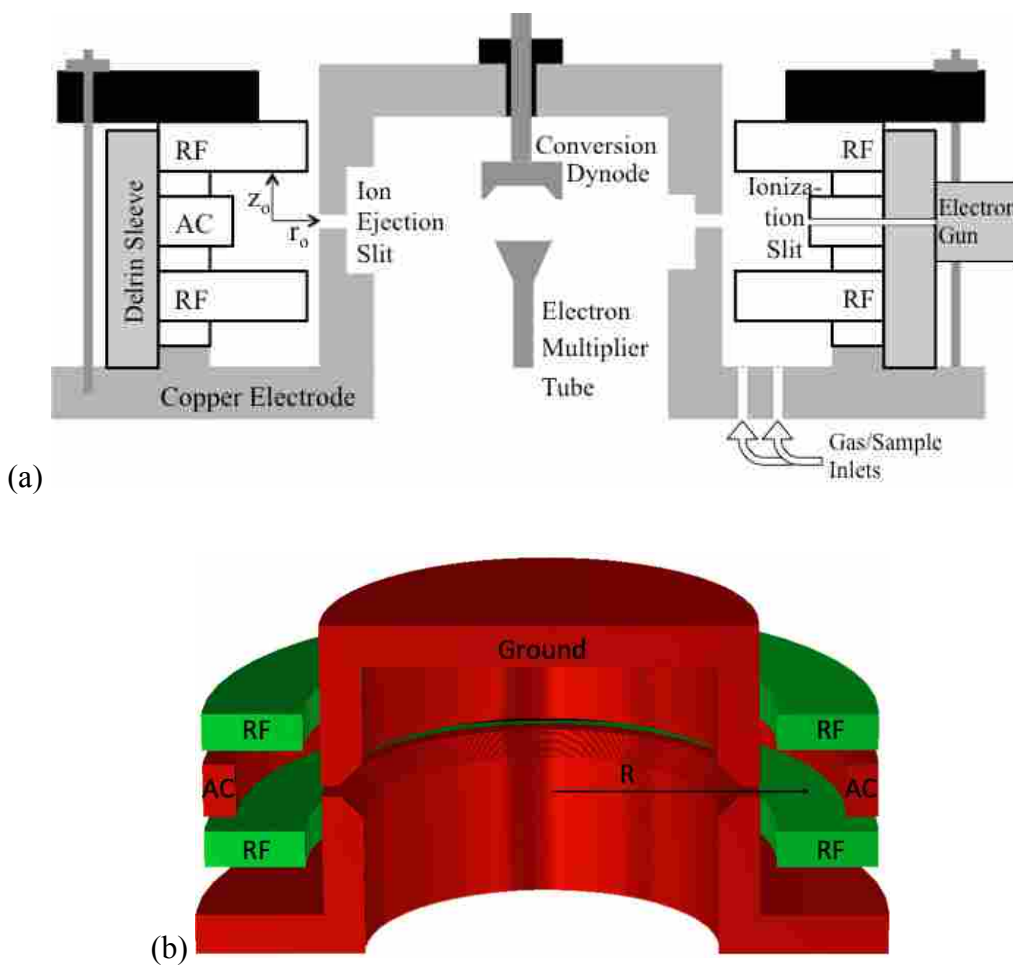 RF
AC
RF
z₀
r₀
Delrin Sleeve
Copper Electrode
Ion
Ejection
Slit
Conversion
Dynode
Electron
Multiplier
Tube
Ioniza-
tion
Slit
RF
RF
Electron
Gun
Gas/Sample
Inlets
(a)
Ground
RF
RF
AC
R
AC
RF
RF
(b)